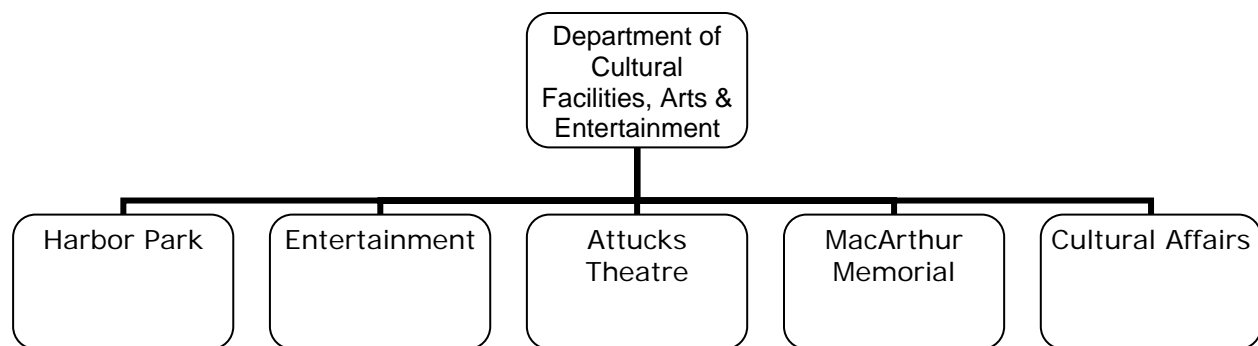 Department of
Cultural
Facilities, Arts &
Entertainment
Harbor Park
Entertainment
Attucks
Theatre
MacArthur
Memorial
Cultural Affairs